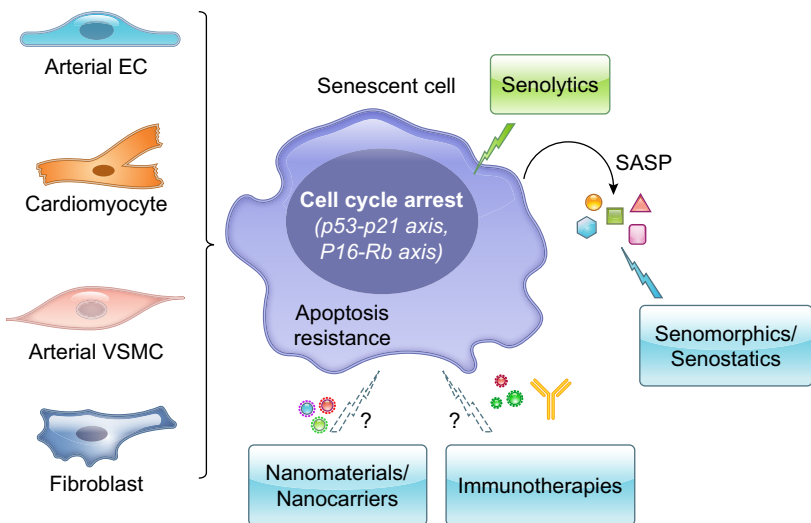 Arterial EC
Cardiomyocyte
Arterial VSMC
Fibroblast
Senescent cell
Senolytics
SASP
Cell cycle arrest
(p53-p21 axis,
P16-Rb axis)
Apoptosis
resistance
Senomorphics/
Senostatics
?
?
Nanomaterials/
Nanocarriers
Immunotherapies